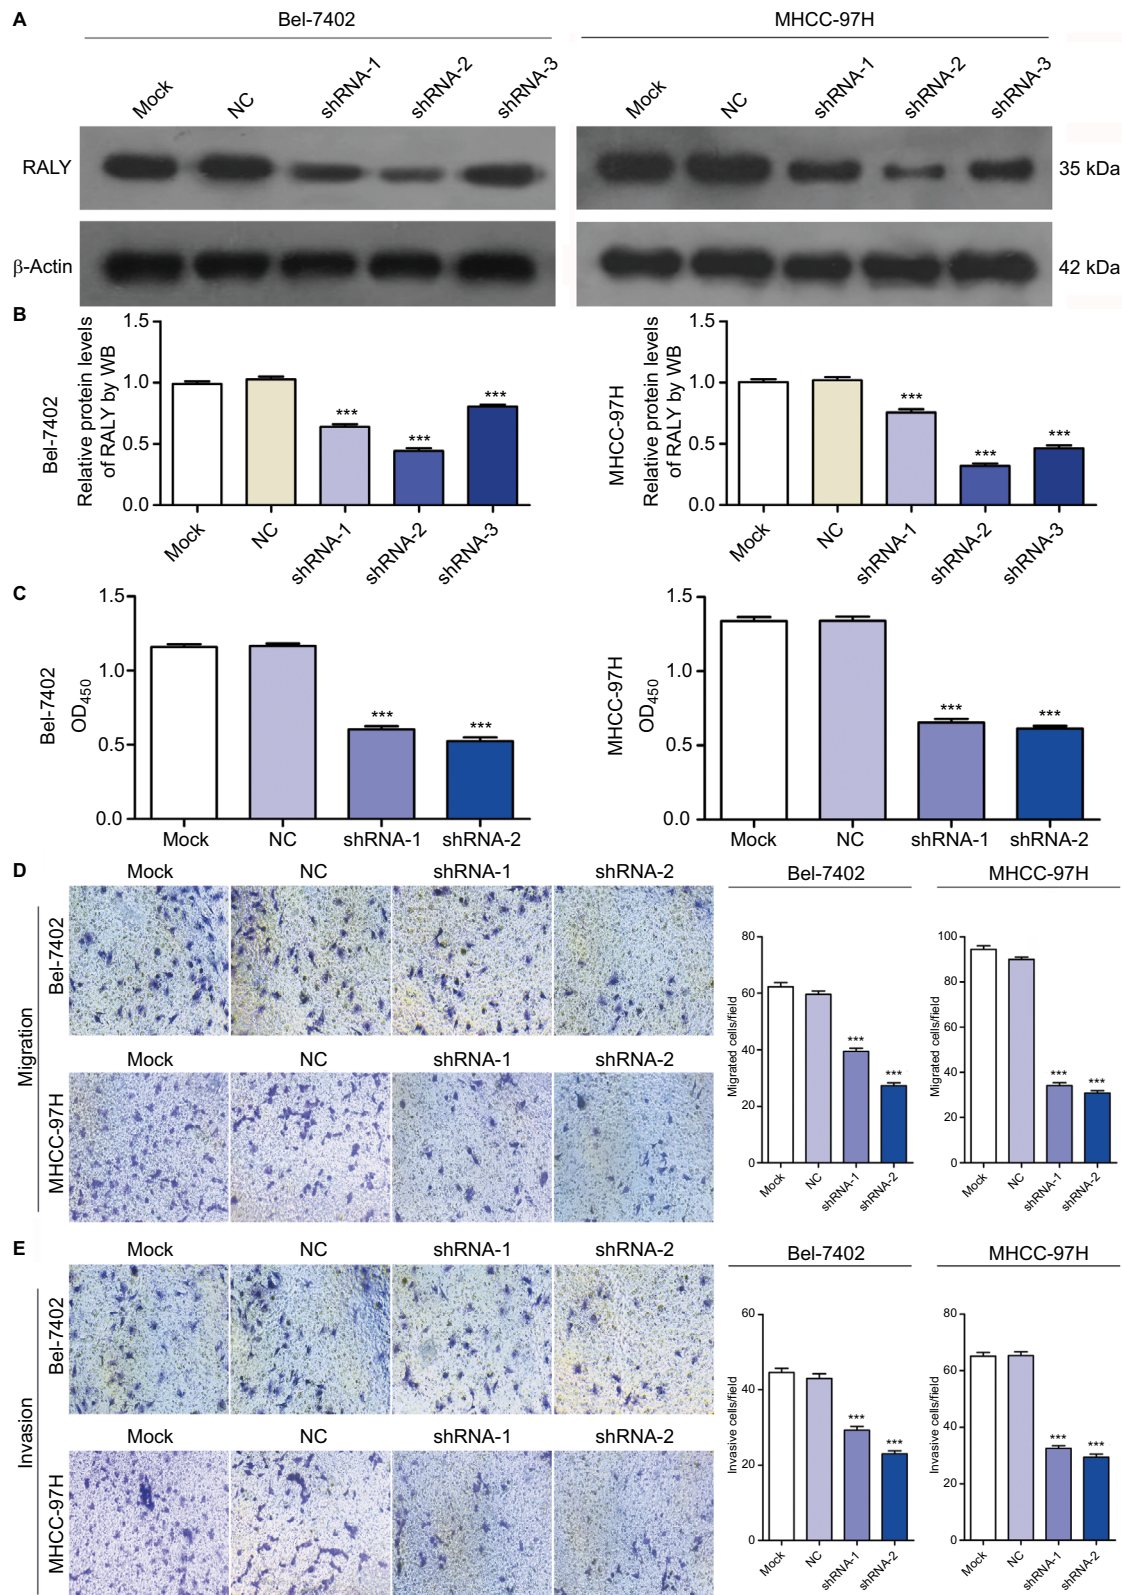 A
Bel-7402
MHCC-97H
Mock
NC
shRNA-1
shRNA-2
shRNA-3
Mock
NC
shRNA-1
shRNA-2
shRNA-3
RALY
35 kDa
β-Actin
42 kDa
B
Bel-7402
Relative protein levels
of RALY by WB
1.5
1.0
0.5
0.0
***
***
***
Mock
NC
shRNA-1
shRNA-2
shRNA-3
MHCC-97H
Relative protein levels
of RALY by WB
1.5
1.0
0.5
0.0
***
***
***
Mock
NC
shRNA-1
shRNA-2
shRNA-3
C
Bel-7402
OD450
1.5
1.0
0.5
0.0
***
***
Mock
NC
shRNA-1
shRNA-2
MHCC-97H
OD450
1.5
1.0
0.5
0.0
***
***
Mock
NC
shRNA-1
shRNA-2
D
Migration
Mock
NC
shRNA-1
shRNA-2
Bel-7402
Mock
NC
shRNA-1
shRNA-2
MHCC-97H
Bel-7402
Migrated cells/field
80
60
40
20
0
***
***
Mock
NC
shRNA-1
shRNA-2
MHCC-97H
Migrated cells/field
100
80
60
40
20
0
***
***
Mock
NC
shRNA-1
shRNA-2
E
Invasion
Mock
NC
shRNA-1
shRNA-2
Bel-7402
Mock
NC
shRNA-1
shRNA-2
MHCC-97H
Bel-7402
Invasive cells/field
60
40
20
0
***
***
Mock
NC
shRNA-1
shRNA-2
MHCC-97H
Invasive cells/field
80
60
40
20
0
***
***
Mock
NC
shRNA-1
shRNA-2